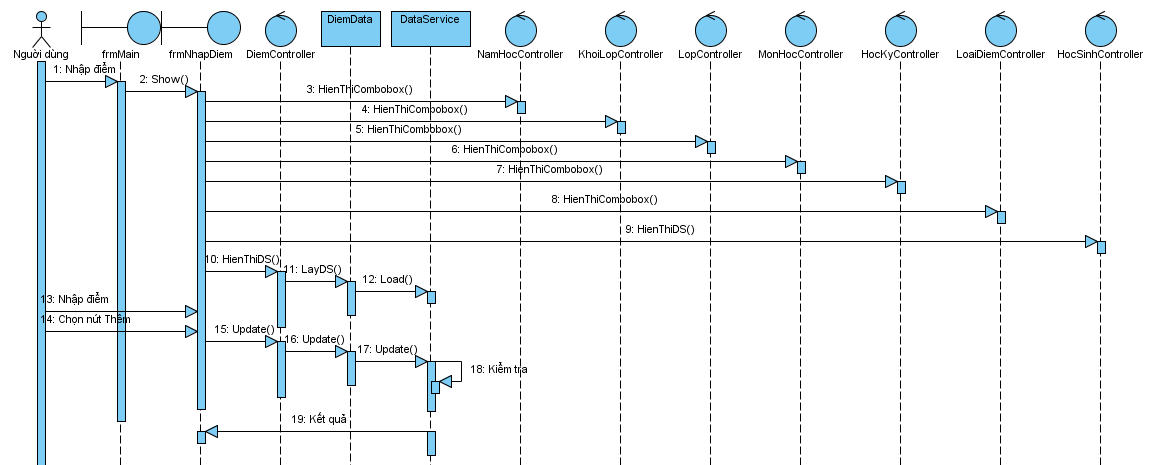 DiemData
DataService
Người dùng
frmMain
frmNhapDiem
DiemController
NamHocController
KhoiLopController
LopController
MonHocController
HocKyController
LoaiDiemController
HocSinhController
1: Nhập điểm
2: Show()
3: HienThiCombobox()
4: HienThiCompobox()
5: HienThiCombobox()
6: HienThiCombobox()
7: HienThiCombobox()
8: HienThiCombobox()
9: HienThiDS()
10: HienThiDS()
11: LayDS()
12: Load()
13: Nhập điểm
14: Chọn nút Thêm
15: Update()
16: Update()
17: Update()
18: Kiểm tra
19: Kết quả